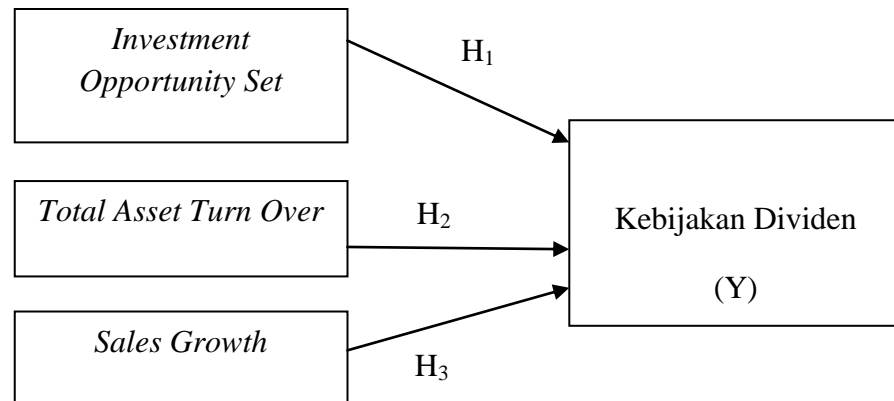 Investment
Opportunity Set
H₁
Total Asset Turn Over
H₂
Kebijakan Dividen
(Y)
Sales Growth
H₃